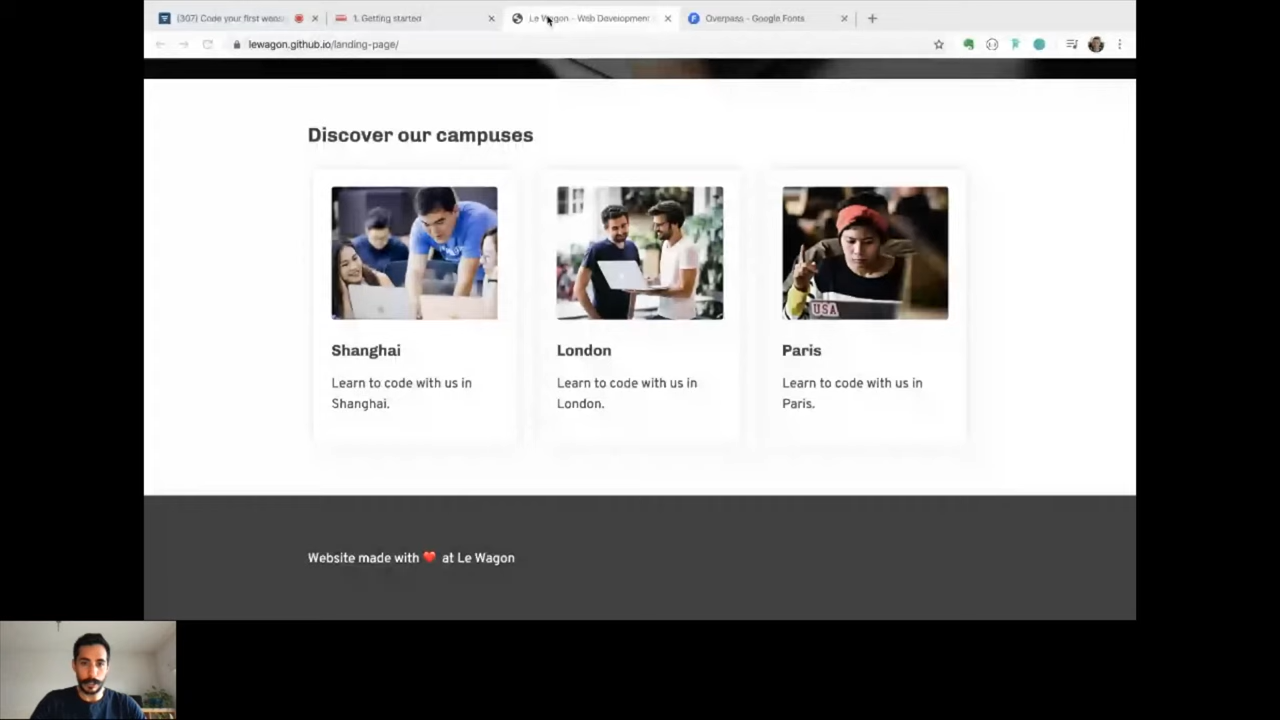 (307) Code your first webs
1. Getting started
Le Wagon - Web Development
Overpass - Google Fonts
lewagon.github.io/landing-page/
Discover our campuses
USA
Shanghai
London
Paris
Learn to code with us in
Shanghai.
Learn to code with us in
London.
Learn to code with us in
Paris.
Website made with ❤️ at Le Wagon